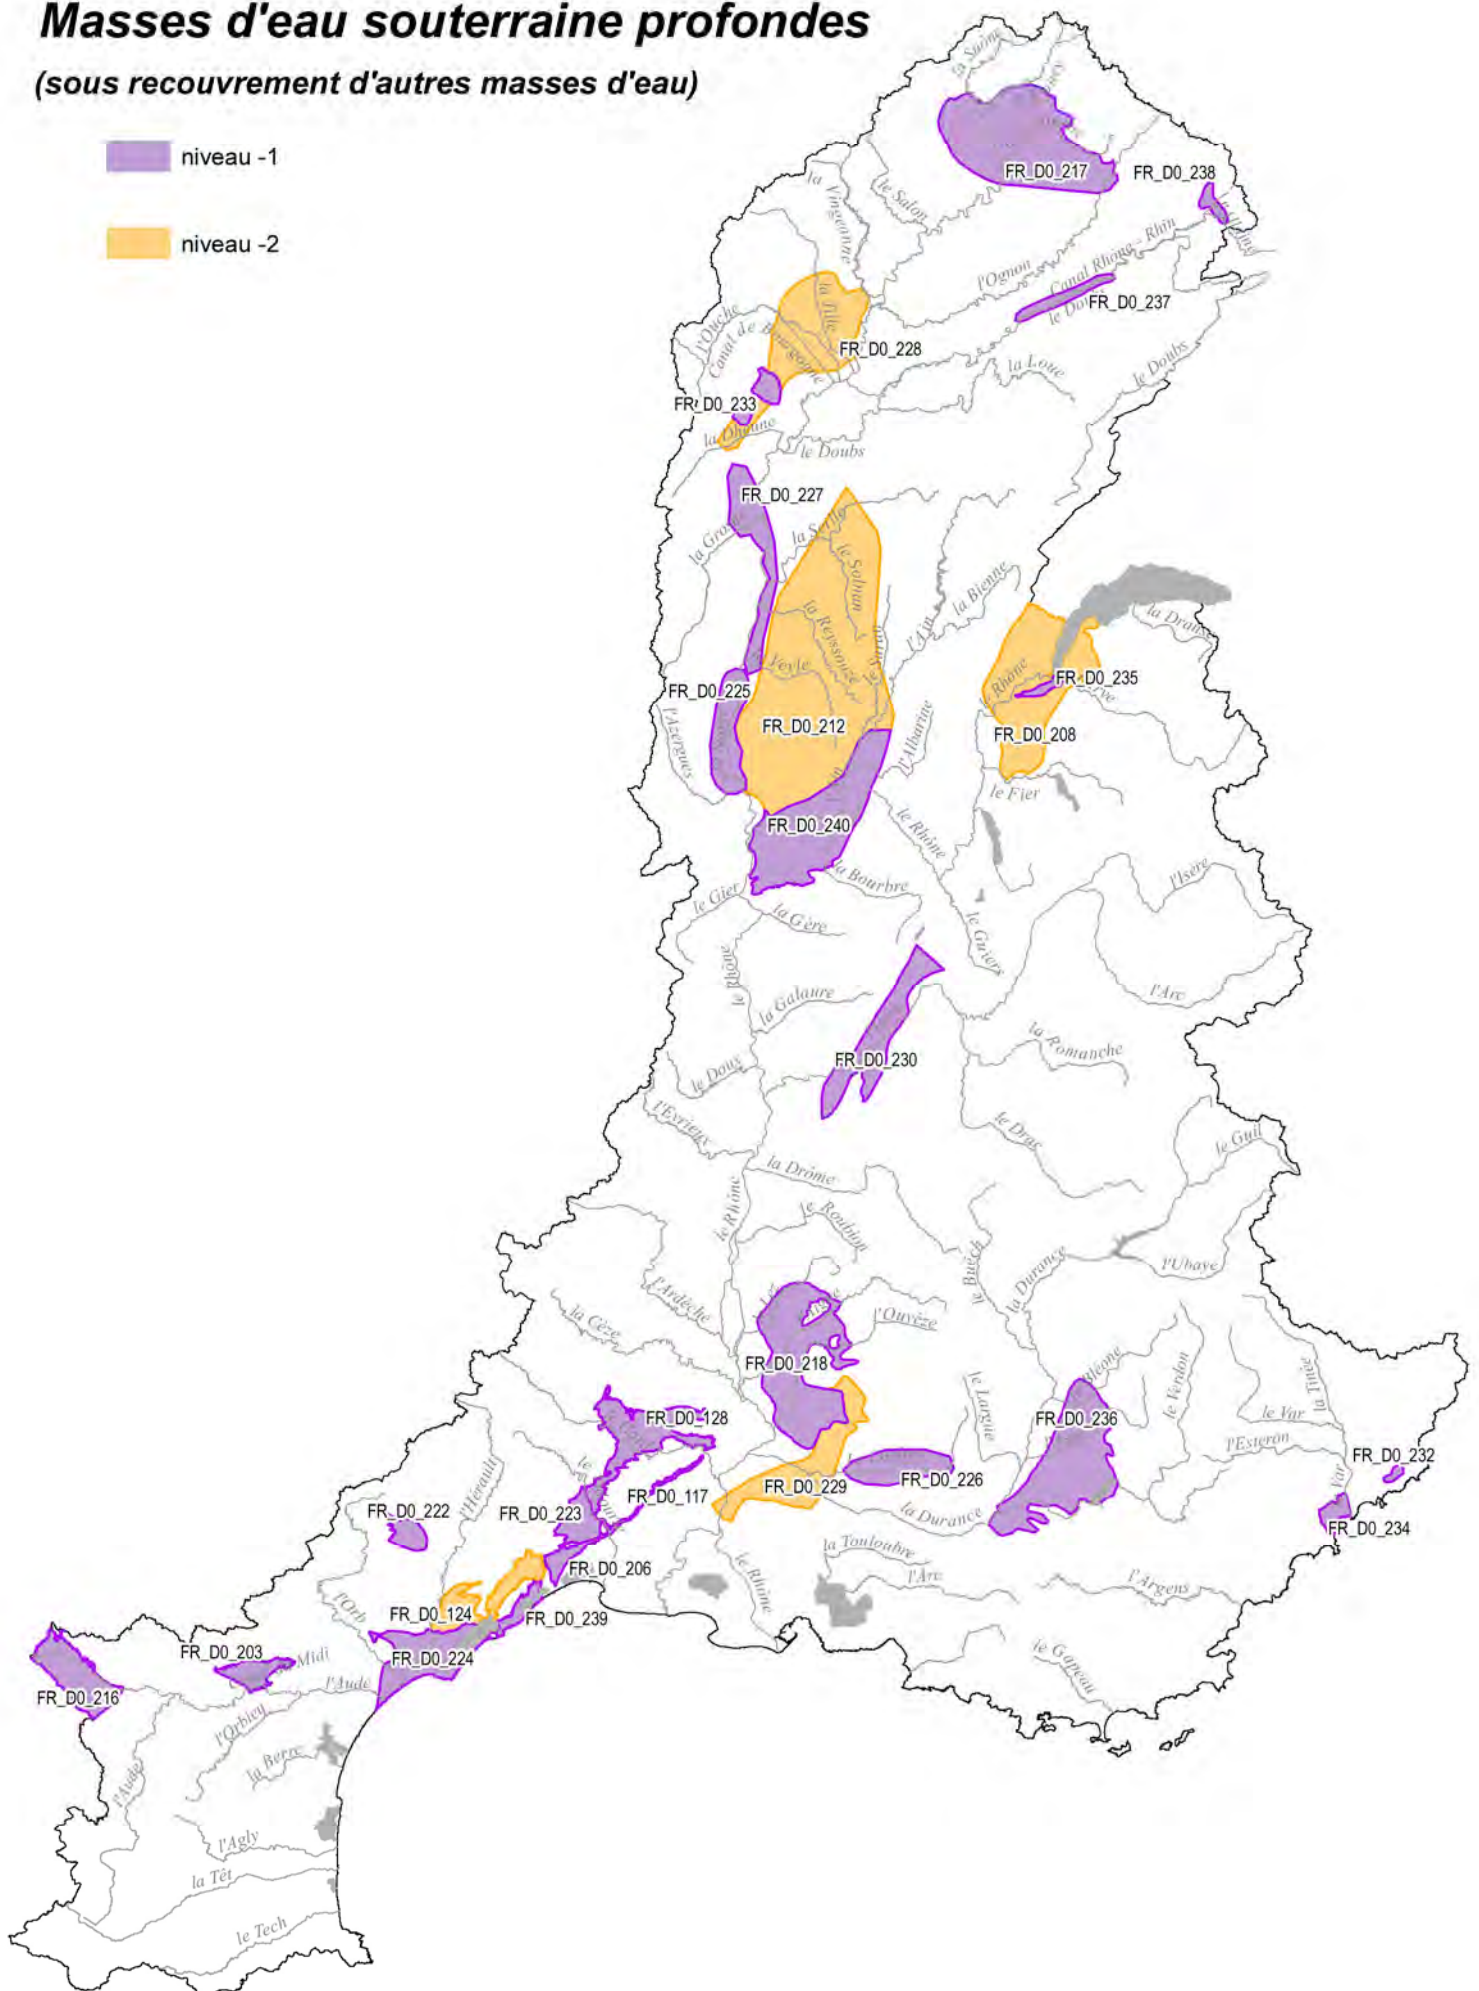 Masses d'eau souterraine profondes
(sous recouvrement d'autres masses d'eau)
niveau -1
niveau -2
la Saône
FR_D0_217
FR_D0_238
la Vingeanne
le Salon
l'Ognon
Canal Rhône - Rhin
FR_D0_237
la Tille
l'Ouche
Canal de Bourgogne
FR_D0_228
la Loue
le Doubs
FR_D0_233
la Dheune
le Doubs
FR_D0_227
la Grosne
la Seille
le Solnan
la Bienne
la Dranse
la Reyssouze
l'Ain
le Rhône
FR_D0_235
FR_D0_225
Veyle
FR_D0_212
l'Azergues
l'Albarine
FR_D0_208
le Fier
FR_D0_240
le Rhône
la Bourbre
l'Isère
le Gier
la Gère
le Guiers
le Rhône
la Galaure
l'Arc
la Romanche
FR_D0_230
le Doux
l'Eyrieux
le Drac
le Guil
la Drôme
le Rhône
le Roubion
le Buëch
la Durance
l'Ubaye
l'Ardèche
la Cèze
l'Ouvèze
FR_D0_218
la Tinée
Bléone
le Verdon
le Largue
FR_D0_128
FR_D0_236
le Var
l'Esteron
FR_D0_232
Var
FR_D0_226
FR_D0_229
l'Hérault
FR_D0_117
FR_D0_222
FR_D0_223
la Durance
FR_D0_234
la Touloubre
FR_D0_206
le Rhône
l'Arc
l'Argens
l'Orb
FR_D0_124
FR_D0_239
FR_D0_203
Midi
FR_D0_224
le Gapeau
FR_D0_216
l'Aude
l'Orbieu
la Berre
l'Aude
l'Agly
la Têt
le Tech